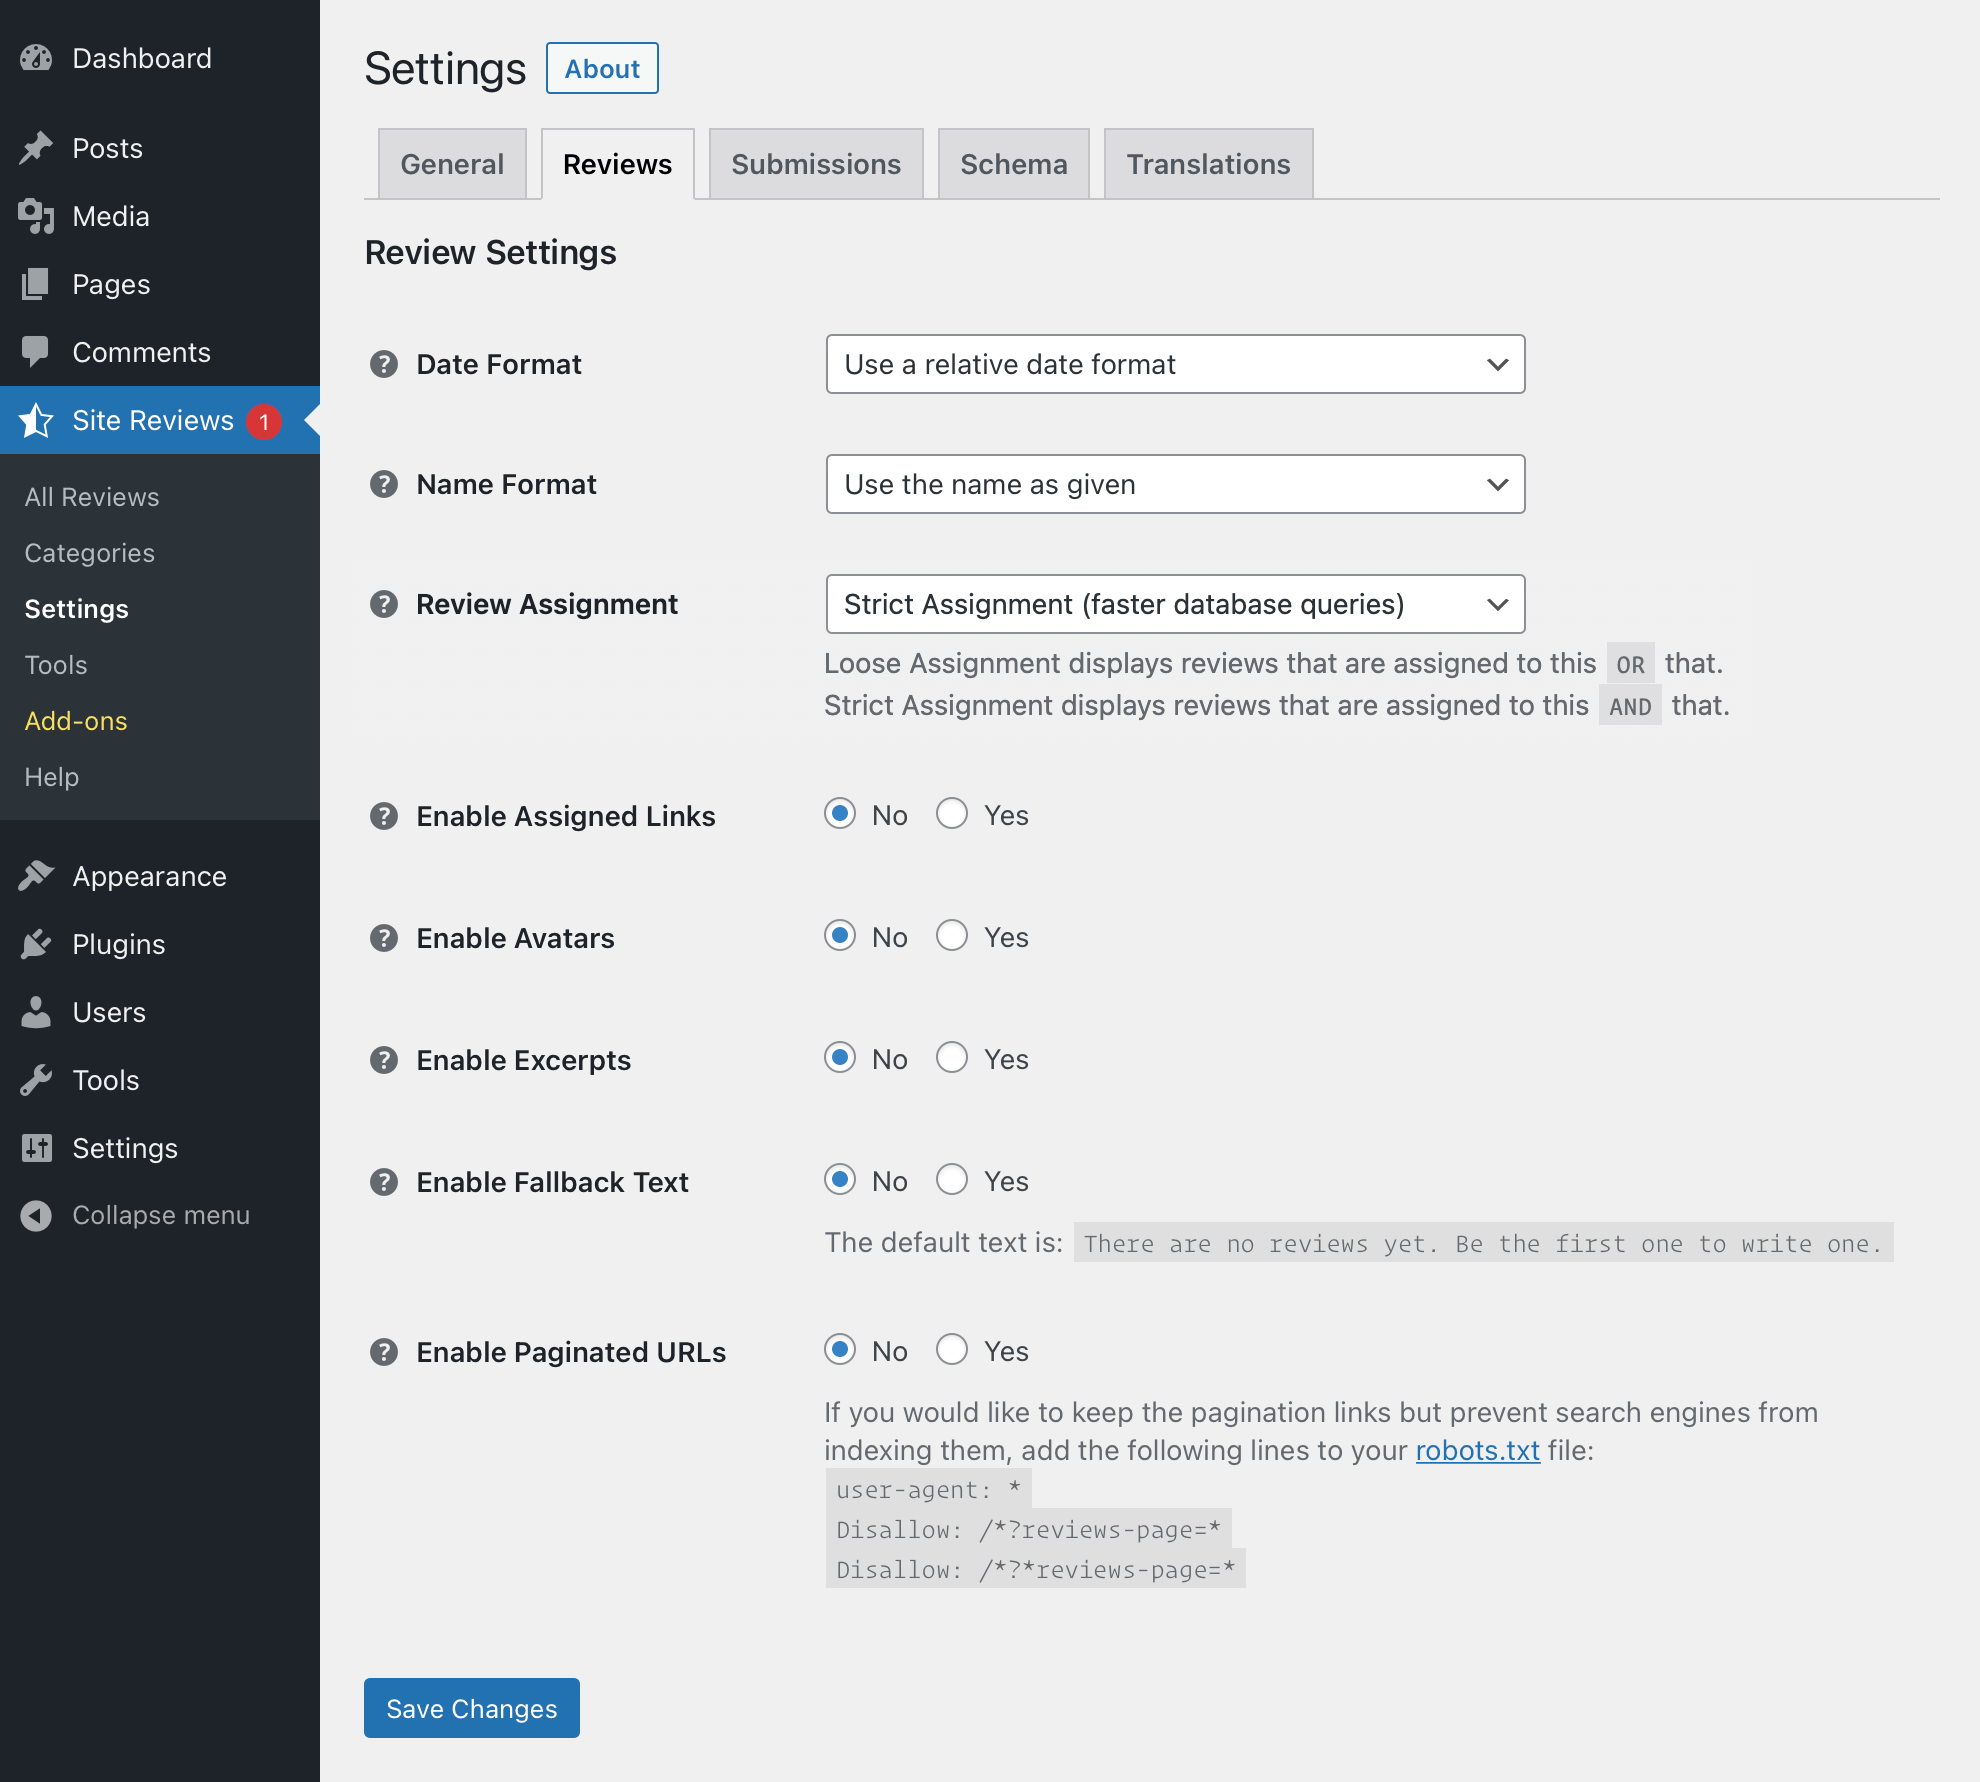 Dashboard
Posts
Media
Pages
Comments
Site Reviews 1
All Reviews
Categories
Settings
Tools
Add-ons
Help
Appearance
Plugins
Users
Tools
Settings
Collapse menu
Settings About
General Reviews Submissions Schema Translations
Review Settings
? Date Format Use a relative date format
? Name Format Use the name as given
? Review Assignment Strict Assignment (faster database queries)
Loose Assignment displays reviews that are assigned to this OR that.
Strict Assignment displays reviews that are assigned to this AND that.
? Enable Assigned Links No Yes
? Enable Avatars No Yes
? Enable Excerpts No Yes
? Enable Fallback Text No Yes
The default text is: There are no reviews yet. Be the first one to write one.
? Enable Paginated URLs No Yes
If you would like to keep the pagination links but prevent search engines from
indexing them, add the following lines to your robots.txt file:
user-agent: *
Disallow: /*?reviews-page=*
Disallow: /*?*reviews-page=*
Save Changes